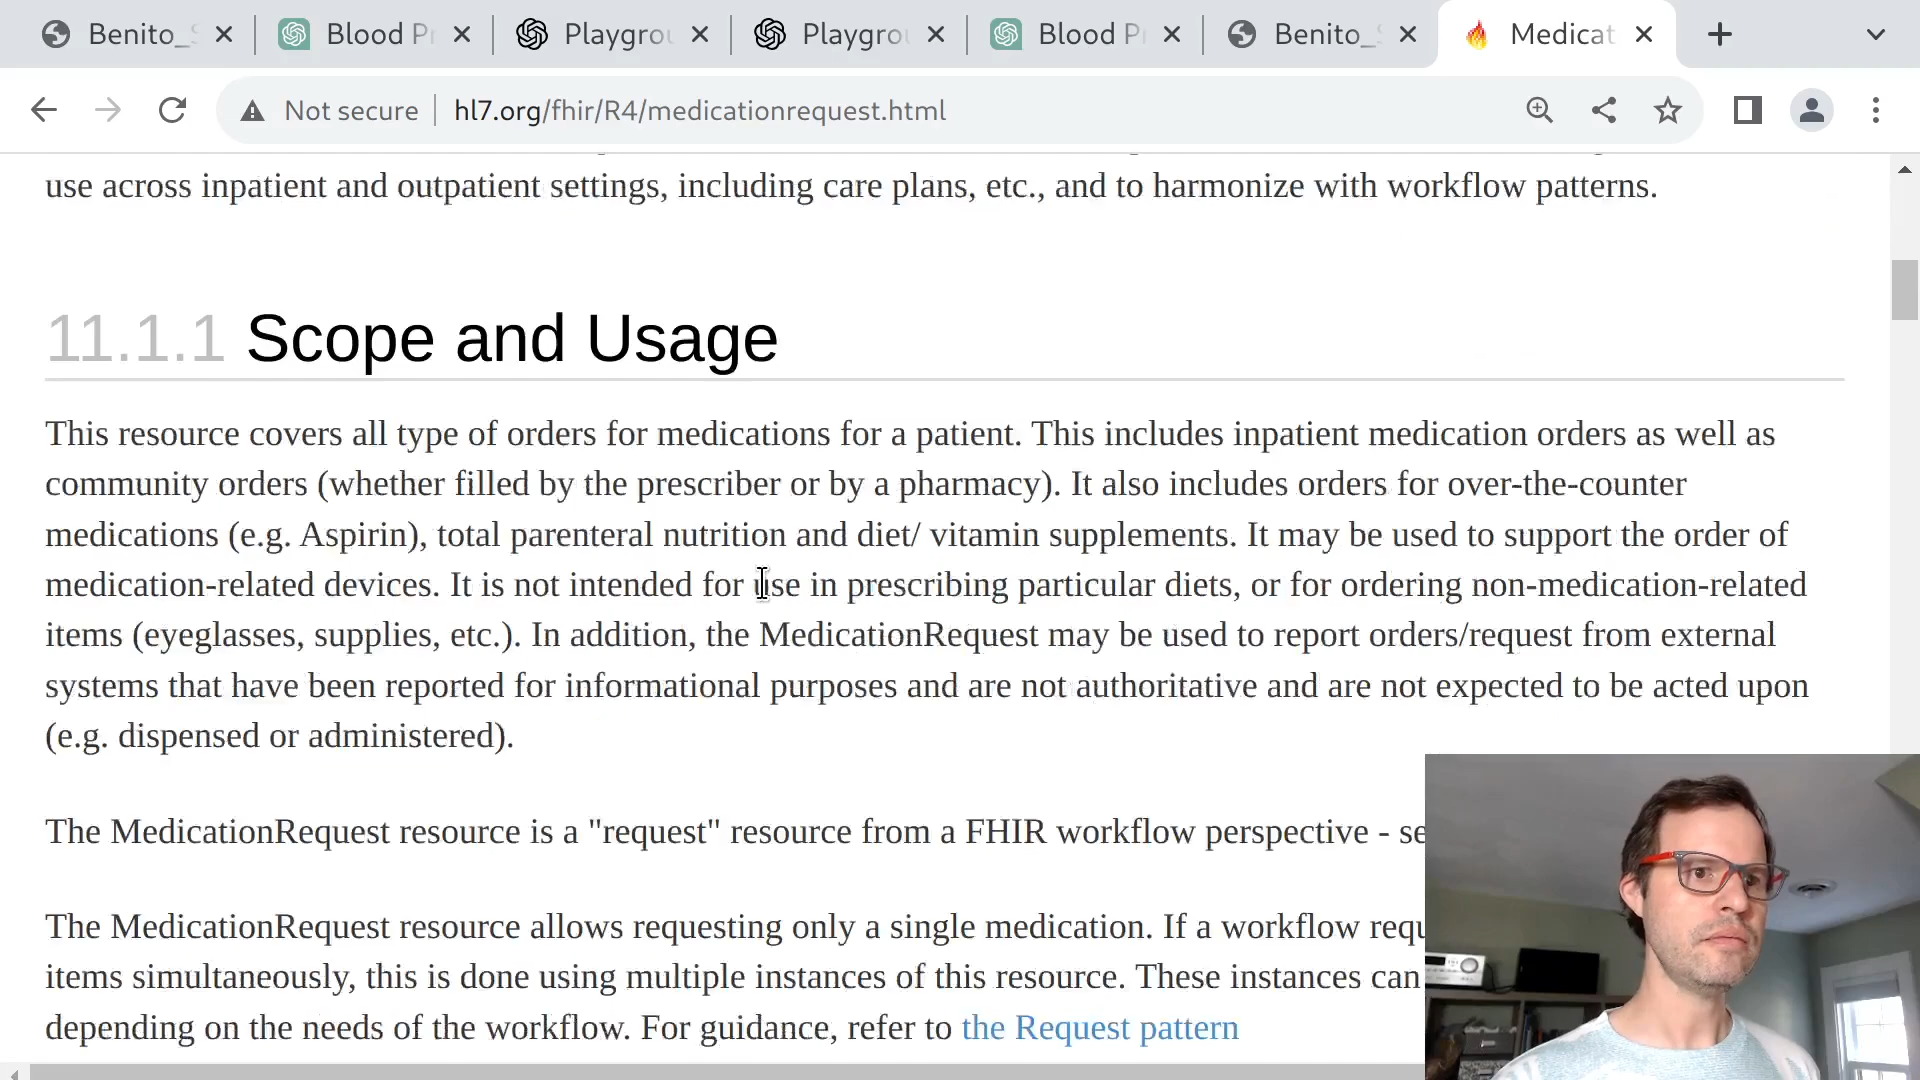 Benito_S
Blood Pr
Playgrou
Playgrou
Blood Pr
Benito_S
Medicat
Not secure
hl7.org/fhir/R4/medicationrequest.html
use across inpatient and outpatient settings, including care plans, etc., and to harmonize with workflow patterns.
11.1.1 Scope and Usage
This resource covers all type of orders for medications for a patient. This includes inpatient medication orders as well as
community orders (whether filled by the prescriber or by a pharmacy). It also includes orders for over-the-counter
medications (e.g. Aspirin), total parenteral nutrition and diet/ vitamin supplements. It may be used to support the order of
medication-related devices. It is not intended for use in prescribing particular diets, or for ordering non-medication-related
items (eyeglasses, supplies, etc.). In addition, the MedicationRequest may be used to report orders/request from external
systems that have been reported for informational purposes and are not authoritative and are not expected to be acted upon
(e.g. dispensed or administered).
The MedicationRequest resource is a "request" resource from a FHIR workflow perspective - se
The MedicationRequest resource allows requesting only a single medication. If a workflow requ
items simultaneously, this is done using multiple instances of this resource. These instances can
depending on the needs of the workflow. For guidance, refer to the Request pattern